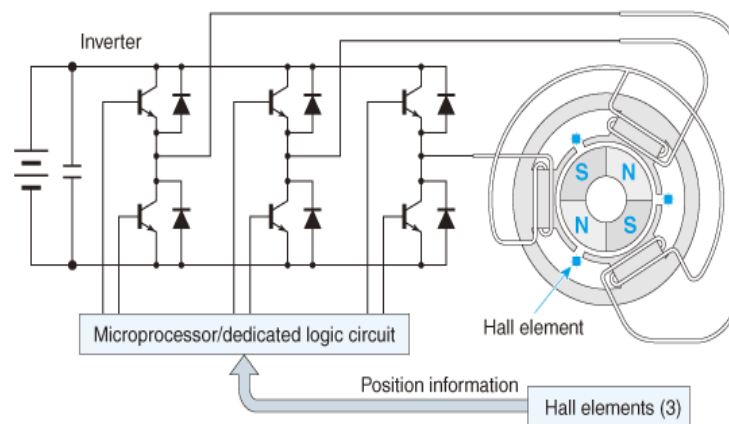 Inverter
S
N
N
S
Hall element
Microprocessor/dedicated logic circuit
Position information
Hall elements (3)